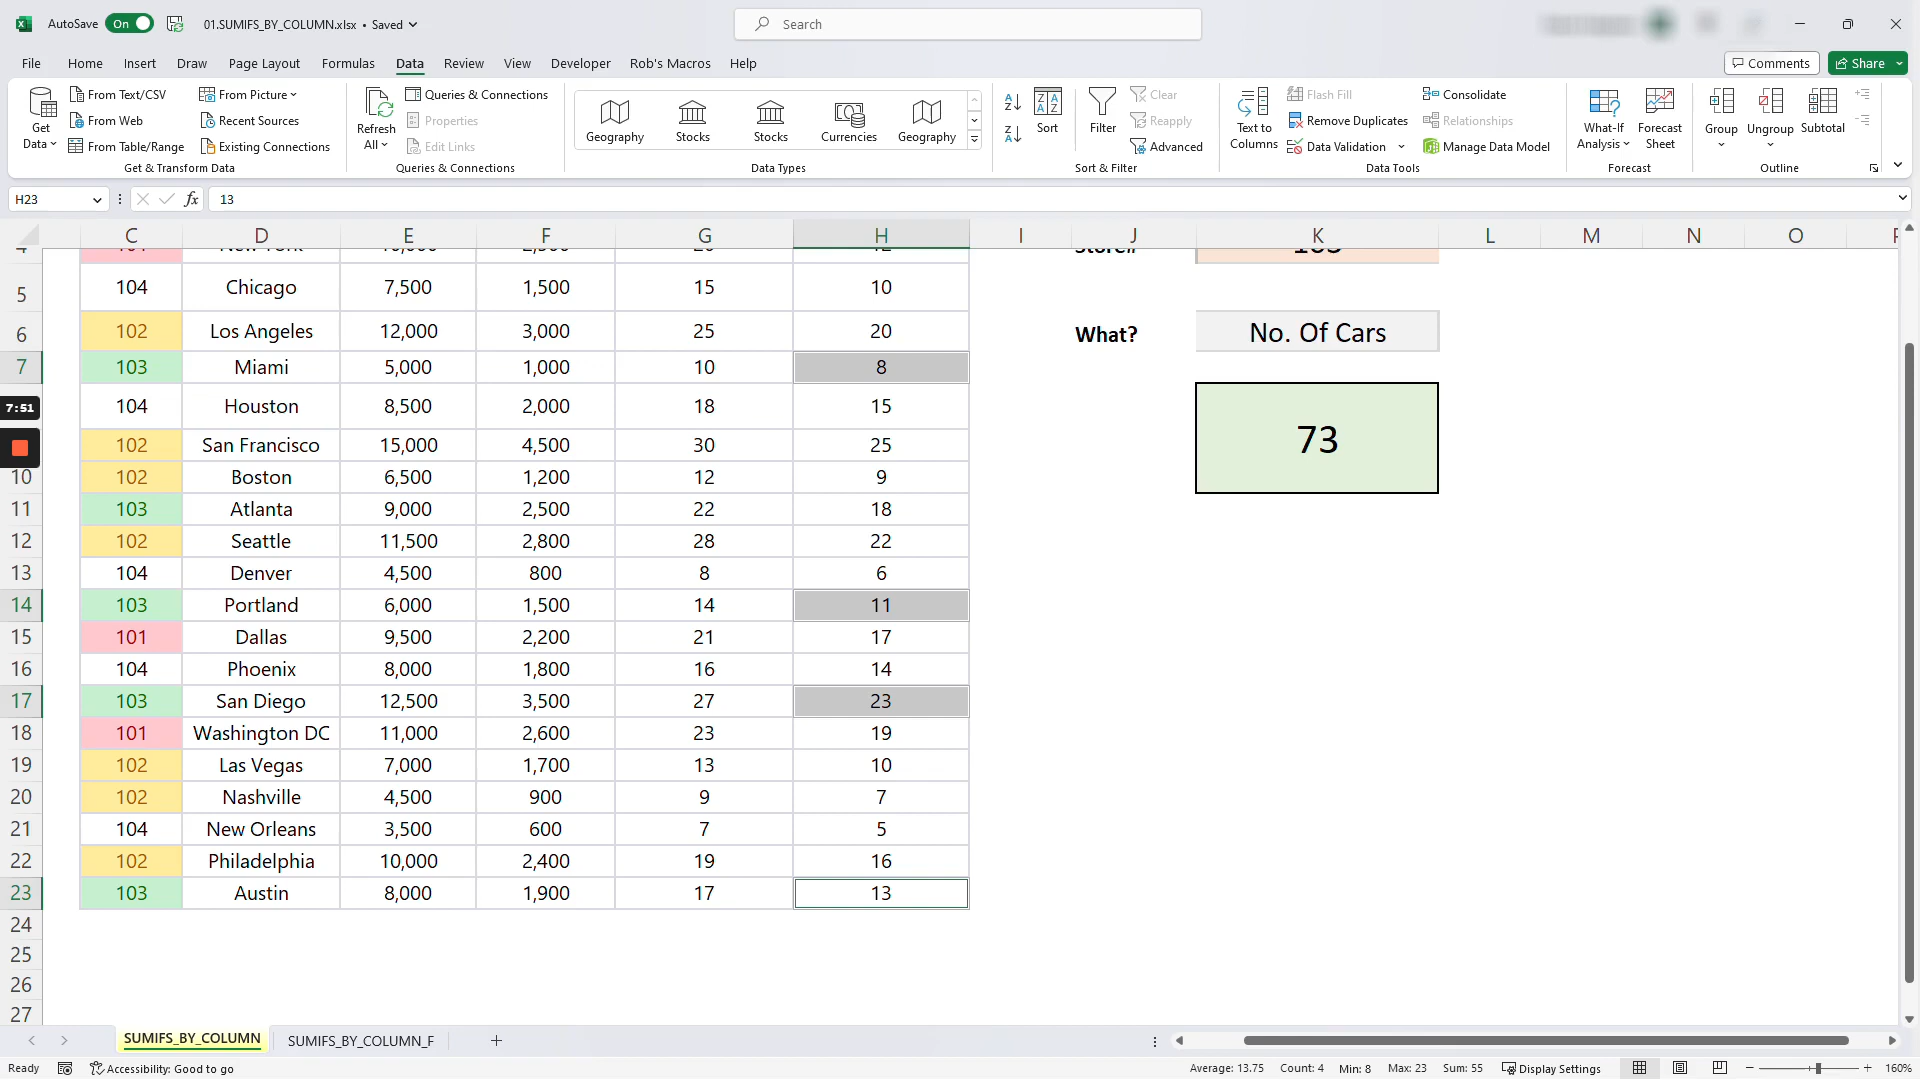 AutoSave On 01.SUMIFS_BY_COLUMN.xlsx • Saved Search
File Home Insert Draw Page Layout Formulas Data Review View Developer Rob's Macros Help Comments Share
Get Data From Text/CSV From Web From Table/Range From Picture Recent Sources Existing Connections
Get & Transform Data
Refresh All Queries & Connections Properties Edit Links
Queries & Connections
Geography Stocks Stocks Currencies Geography
Data Types
Sort Filter Clear Reapply Advanced
Sort & Filter
Text to Columns Flash Fill Remove Duplicates Data Validation Consolidate Relationships Manage Data Model
Data Tools
What-If Analysis Forecast Sheet
Forecast
Group Ungroup Subtotal
Outline
H23 fx 13
C D E F G H I J K L M N O
5 104 Chicago 7,500 1,500 15 10
6 102 Los Angeles 12,000 3,000 25 20 What? No. Of Cars
7 103 Miami 5,000 1,000 10 8
7:51 104 Houston 8,500 2,000 18 15
73
102 San Francisco 15,000 4,500 30 25
10 102 Boston 6,500 1,200 12 9
11 103 Atlanta 9,000 2,500 22 18
12 102 Seattle 11,500 2,800 28 22
13 104 Denver 4,500 800 8 6
14 103 Portland 6,000 1,500 14 11
15 101 Dallas 9,500 2,200 21 17
16 104 Phoenix 8,000 1,800 16 14
17 103 San Diego 12,500 3,500 27 23
18 101 Washington DC 11,000 2,600 23 19
19 102 Las Vegas 7,000 1,700 13 10
20 102 Nashville 4,500 900 9 7
21 104 New Orleans 3,500 600 7 5
22 102 Philadelphia 10,000 2,400 19 16
23 103 Austin 8,000 1,900 17 13
24
25
26
27
SUMIFS_BY_COLUMN SUMIFS_BY_COLUMN_F
Ready Accessibility: Good to go Average: 13.75 Count: 4 Min: 8 Max: 23 Sum: 55 Display Settings 160%